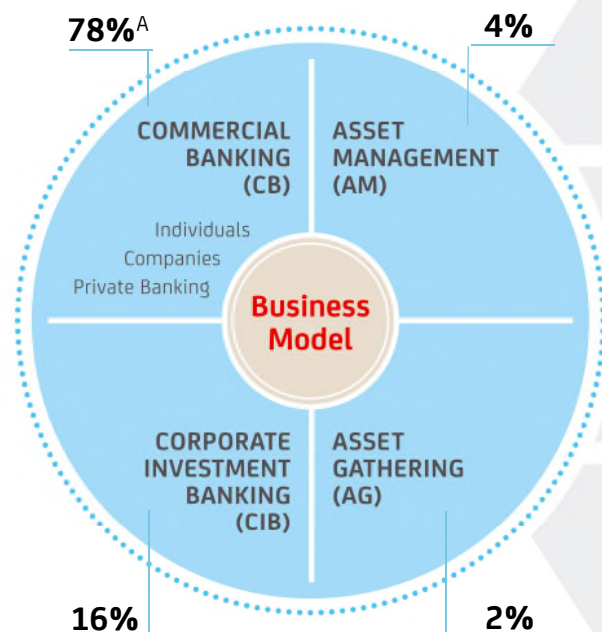 78%A
4%
COMMERCIAL
BANKING
(CB)
ASSET
MANAGEMENT
(AM)
Individuals
Companies
Private Banking
Business
Model
CORPORATE
INVESTMENT
BANKING
(CIB)
ASSET
GATHERING
(AG)
16%
2%